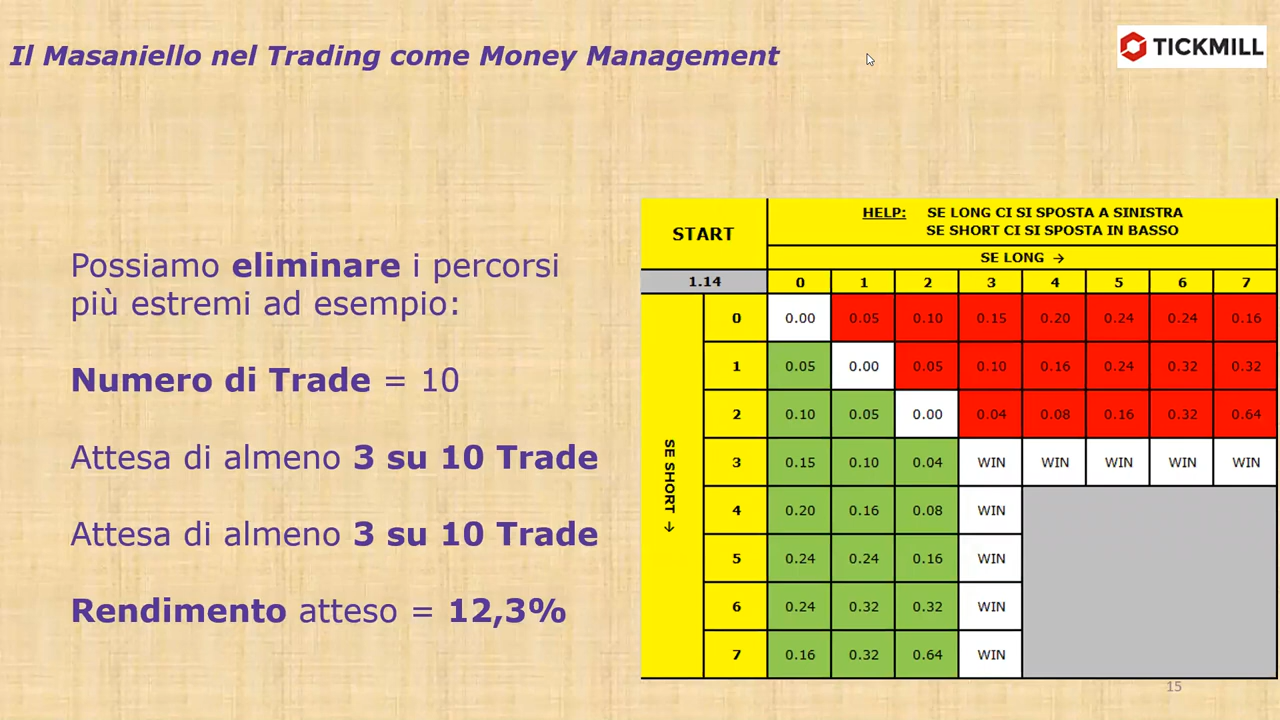 Il Masaniello nel Trading come Money Management
TICKMILL
Possiamo eliminare i percorsi
più estremi ad esempio:
Numero di Trade = 10
Attesa di almeno 3 su 10 Trade
Attesa di almeno 3 su 10 Trade
Rendimento atteso = 12,3%
START
HELP: SE LONG CI SI SPOSTA A SINISTRA
SE SHORT CI SI SPOSTA IN BASSO
SE LONG →
1.14 0 1 2 3 4 5 6 7
SE SHORT →
0 0.00 0.05 0.10 0.15 0.20 0.24 0.24 0.16
1 0.05 0.00 0.05 0.10 0.16 0.24 0.32 0.32
2 0.10 0.05 0.00 0.04 0.08 0.16 0.32 0.64
3 0.15 0.10 0.04 WIN WIN WIN WIN WIN
4 0.20 0.16 0.08 WIN
5 0.24 0.24 0.16 WIN
6 0.24 0.32 0.32 WIN
7 0.16 0.32 0.64 WIN
15